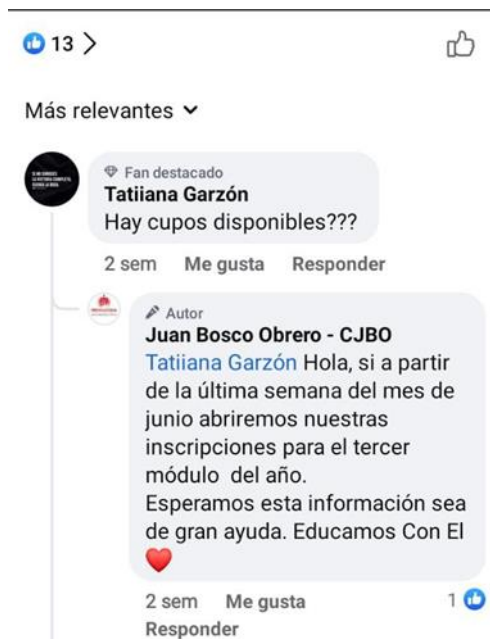 13
Más relevantes
Fan destacado
Tatiiana Garzón
Hay cupos disponibles???
2 sem Me gusta Responder
Autor
Juan Bosco Obrero - CJBO
Tatiiana Garzón Hola, si a partir
de la última semana del mes de
junio abriremos nuestras
inscripciones para el tercer
módulo del año.
Esperamos esta información sea
de gran ayuda. Educamos Con El
❤️
2 sem Me gusta 1
Responder